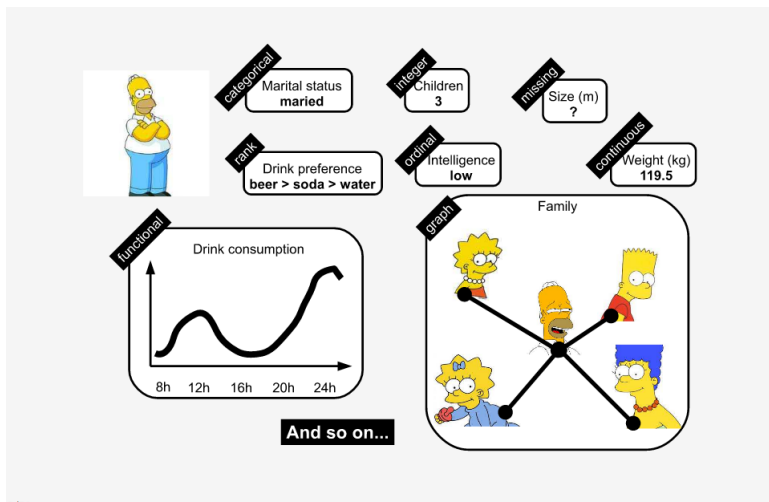 categorical
Marital status
maried
integer
Children
3
missing
Size (m)
?
rank
Drink preference
beer > soda > water
ordinal
Intelligence
low
continuous
Weight (kg)
119.5
functional
Drink consumption
8h 12h 16h 20h 24h
graph
Family
And so on...